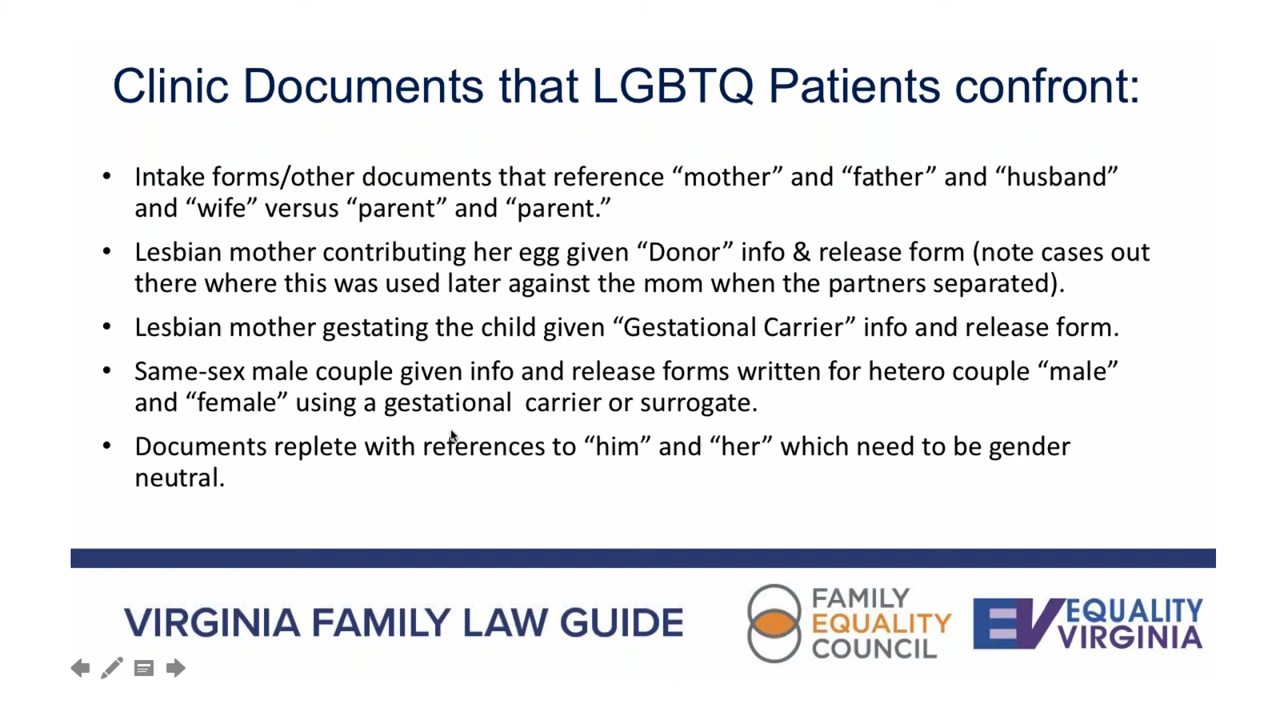 Clinic Documents that LGBTQ Patients confront:
• Intake forms/other documents that reference “mother” and “father” and “husband”
and “wife” versus “parent” and “parent.”
• Lesbian mother contributing her egg given “Donor” info & release form (note cases out
there where this was used later against the mom when the partners separated).
• Lesbian mother gestating the child given “Gestational Carrier” info and release form.
• Same-sex male couple given info and release forms written for hetero couple “male”
and “female” using a gestational  carrier or surrogate.
• Documents replete with references to “him” and “her” which need to be gender
neutral.
VIRGINIA FAMILY LAW GUIDE
FAMILY
EQUALITY
COUNCIL
EV EQUALITY
VIRGINIA